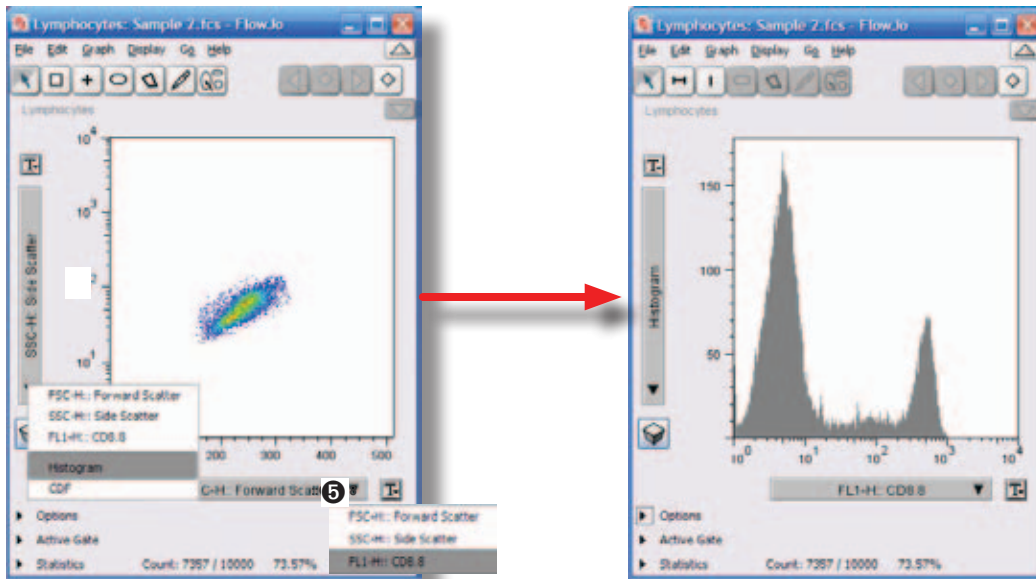 Lymphocytes: Sample 2.fcs - FlowJo
File Edit Graph Display Go Help
T
Lymphocytes
10^4
T-
10^3
SSC-H: Side Scatter
2
10^1
FSC-H:: Forward Scatter
SSC-H:: Side Scatter
FL1-H:: CD8.8
Histogram
CDF
200 300 400 500
C-H:: Forward Scatt
❺
T-
FSC-H:: Forward Scatter
SSC-H:: Side Scatter
FL1-H:: CD8.8
Options
Active Gate
Statistics Count: 7357 / 10000 73.57%
Lymphocytes: Sample 2.fcs - FlowJo
File Edit Graph Display Go Help
Lymphocytes
T-
150
100
50
Histogram
10^0 10^1 10^2 10^3 10^4
FL1-H:: CD8.8
T-
Options
Active Gate
Statistics Count: 7357 / 10000 73.57%